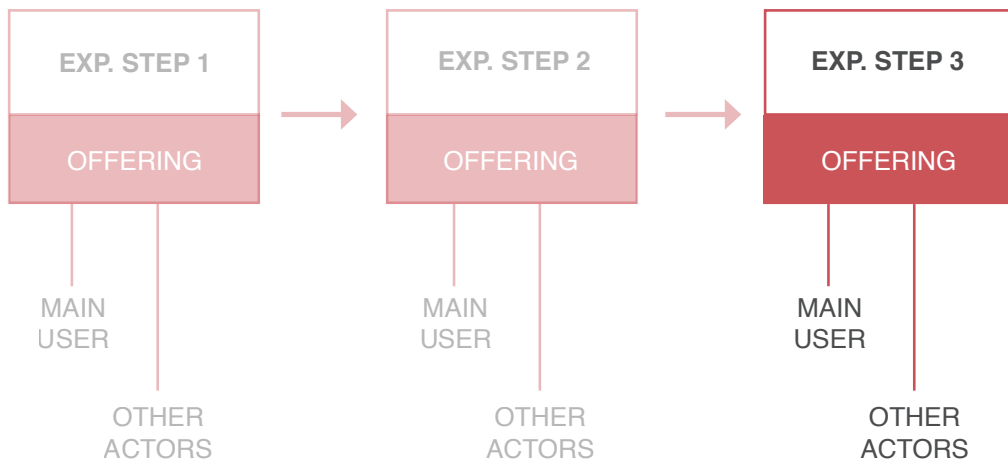 EXP. STEP 1
OFFERING
MAIN
USER
OTHER
ACTORS
EXP. STEP 2
OFFERING
MAIN
USER
OTHER
ACTORS
EXP. STEP 3
OFFERING
MAIN
USER
OTHER
ACTORS